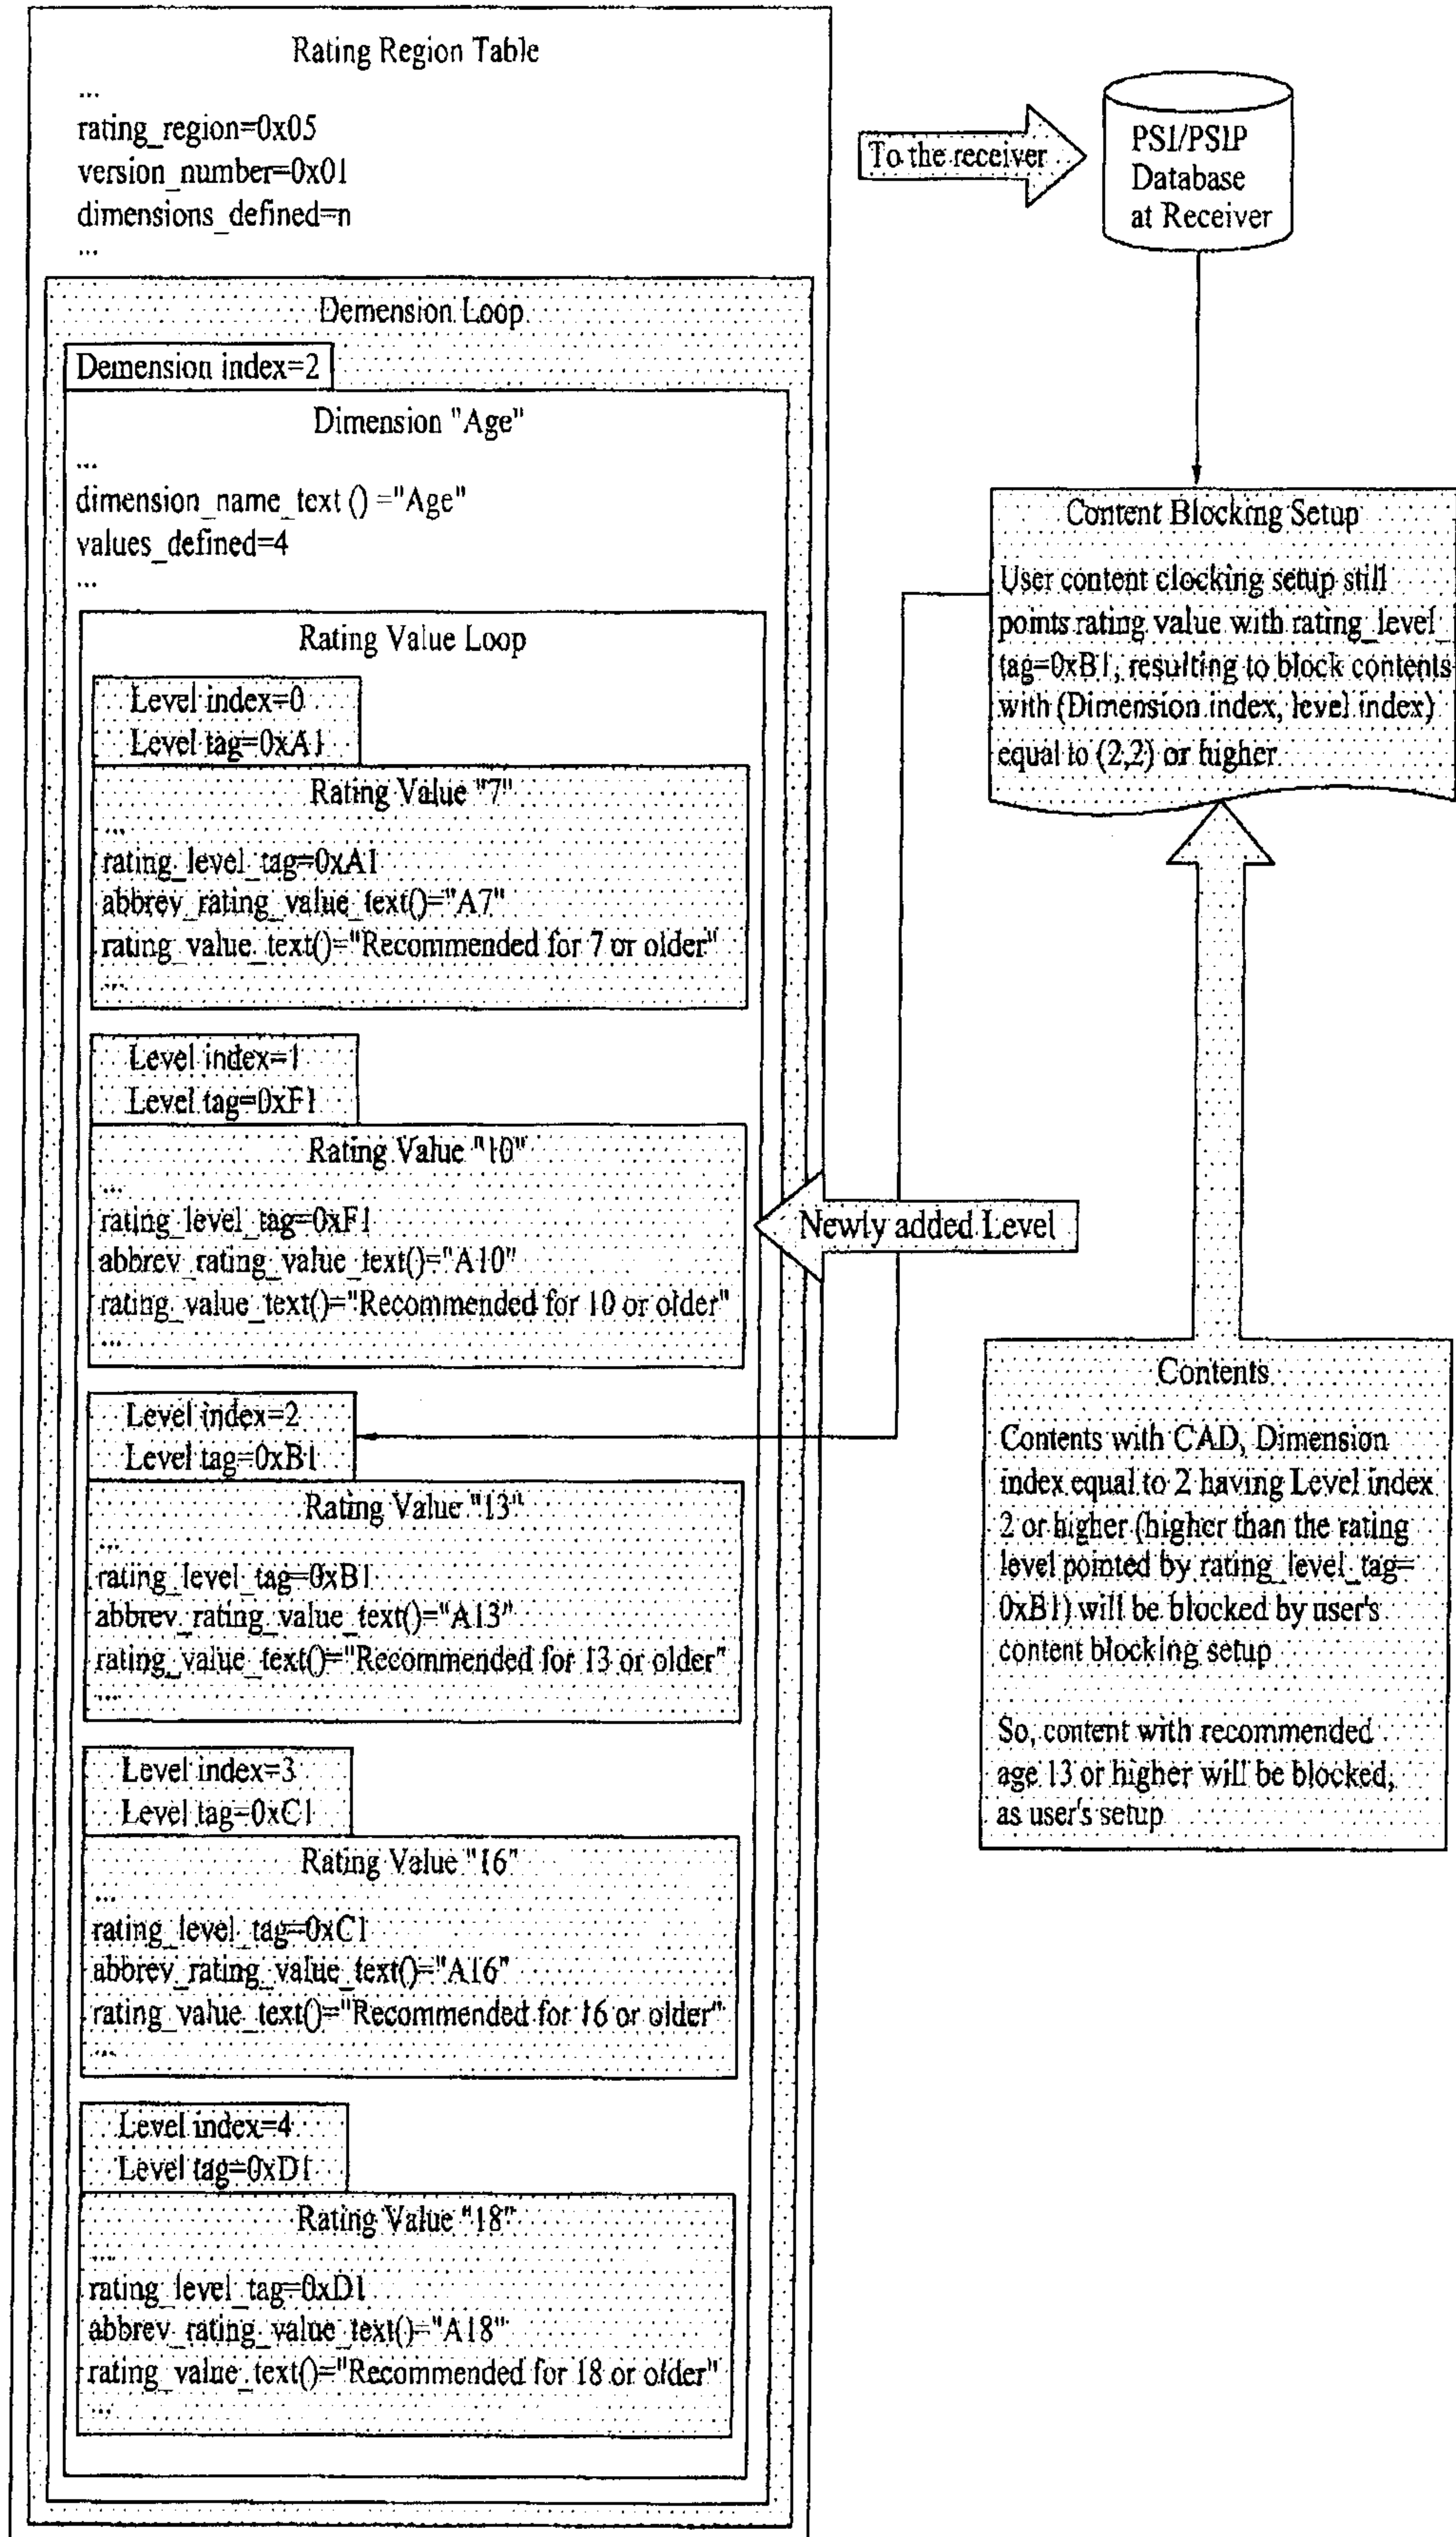 Rating Region Table
...
rating_region=0x05
version_number=0x01
dimensions_defined=n
...
Demension Loop
Demension index=2
Dimension "Age"
...
dimension_name_text () ="Age"
values_defined=4
...
Rating Value Loop
Level index=0
Level tag=0xA1
Rating Value "7"
...
rating_level_tag=0xA1
abbrev_rating_value_text()="A7"
rating_value_text()="Recommended for 7 or older"
...
Level index=1
Level tag=0xF1
Rating Value "10"
...
rating_level_tag=0xF1
abbrev_rating_value_text()="A10"
rating_value_text()="Recommended for 10 or older"
...
Level index=2
Level tag=0xB1
Rating Value "13"
...
rating_level_tag=0xB1
abbrev_rating_value_text()="A13"
rating_value_text()="Recommended for 13 or older"
...
Level index=3
Level tag=0xC1
Rating Value "16"
...
rating_level_tag=0xC1
abbrev_rating_value_text()="A16"
rating_value_text()="Recommended for 16 or older"
...
Level index=4
Level tag=0xD1
Rating Value "18"
...
rating_level_tag=0xD1
abbrev_rating_value_text()="A18"
rating_value_text()="Recommended for 18 or older"
...
To the receiver
PSI/PSIP
Database
at Receiver
Content Blocking Setup
User content clocking setup still
points rating value with rating_level_
tag=0xB1, resulting to block contents
with (Dimension index, level index)
equal to (2,2) or higher
Newly added Level
Contents
Contents with CAD, Dimension
index equal to 2 having Level index
2 or higher (higher than the rating
level pointed by rating_level_tag=
0xB1) will be blocked by user's
content blocking setup
So, content with recommended
age 13 or higher will be blocked,
as user's setup